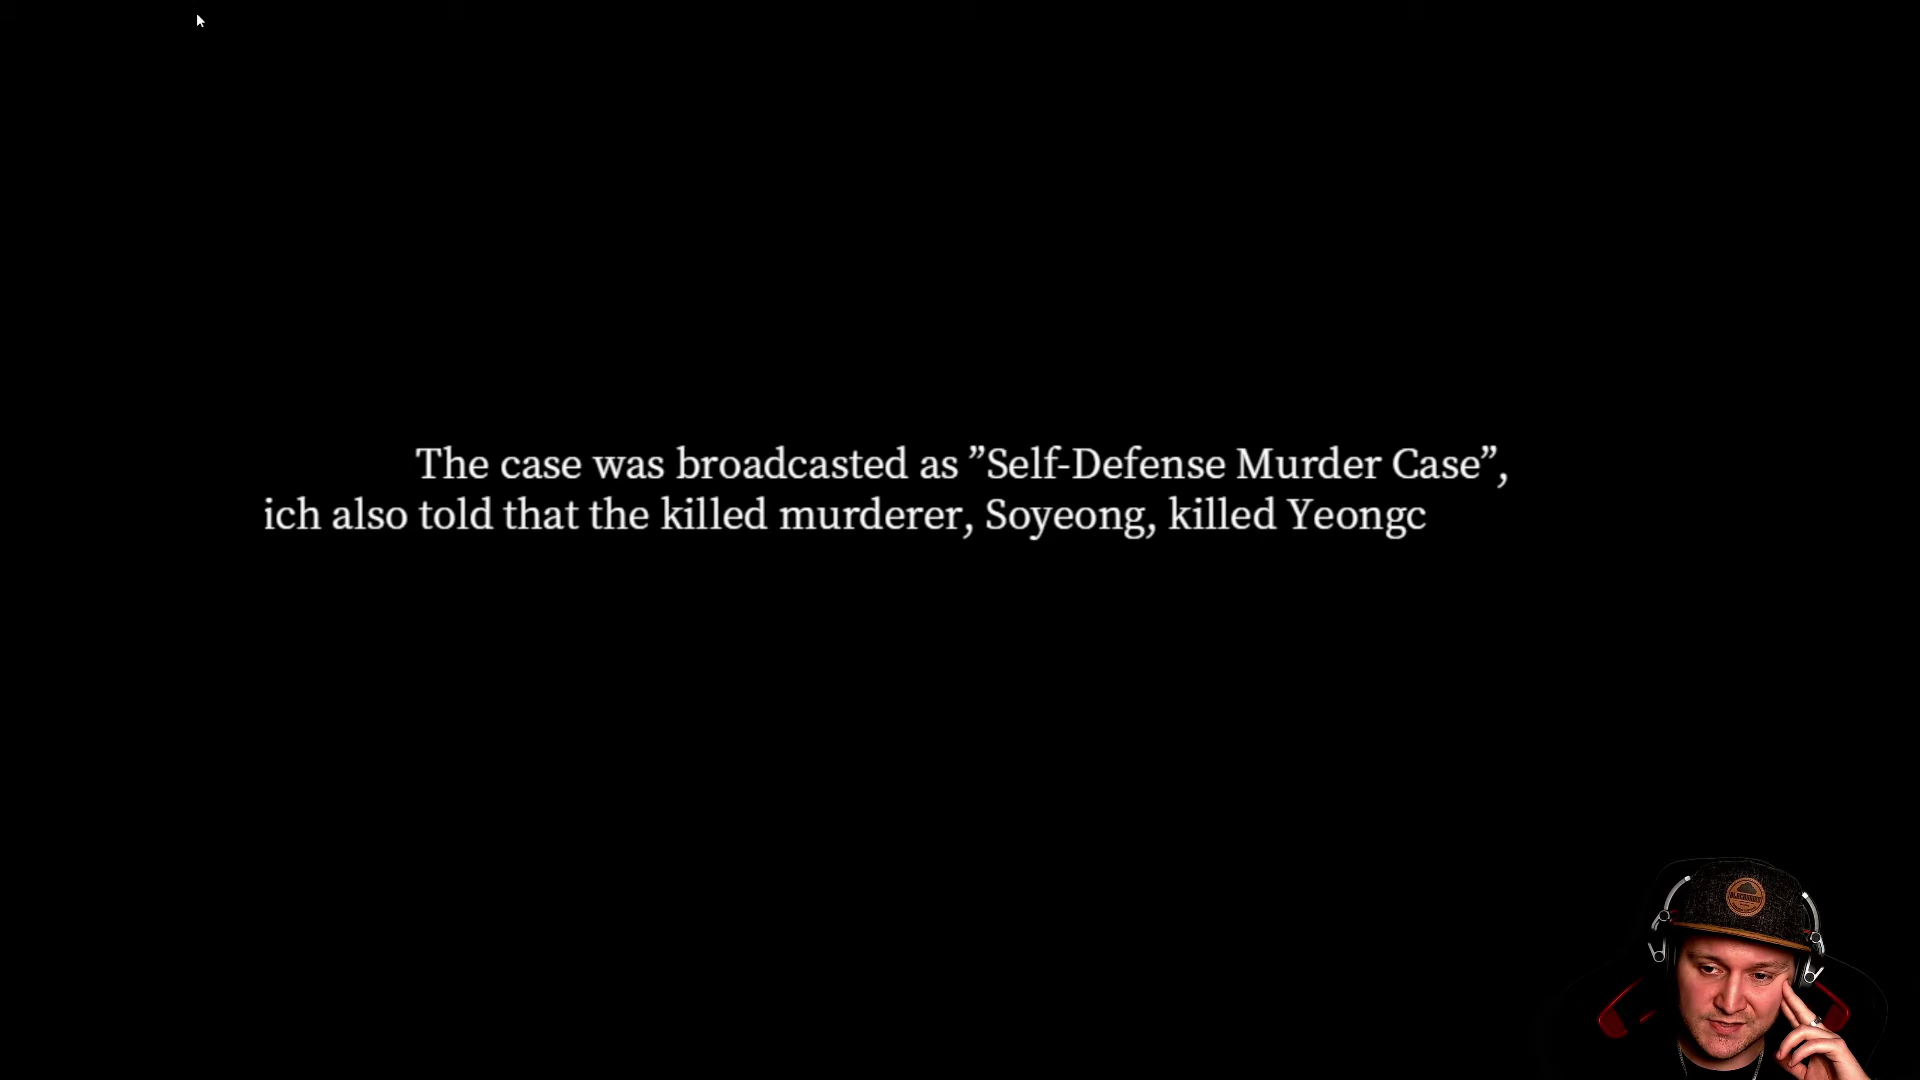 The case was broadcasted as ”Self-Defense Murder Case”,
ich also told that the killed murderer, Soyeong, killed Yeongc